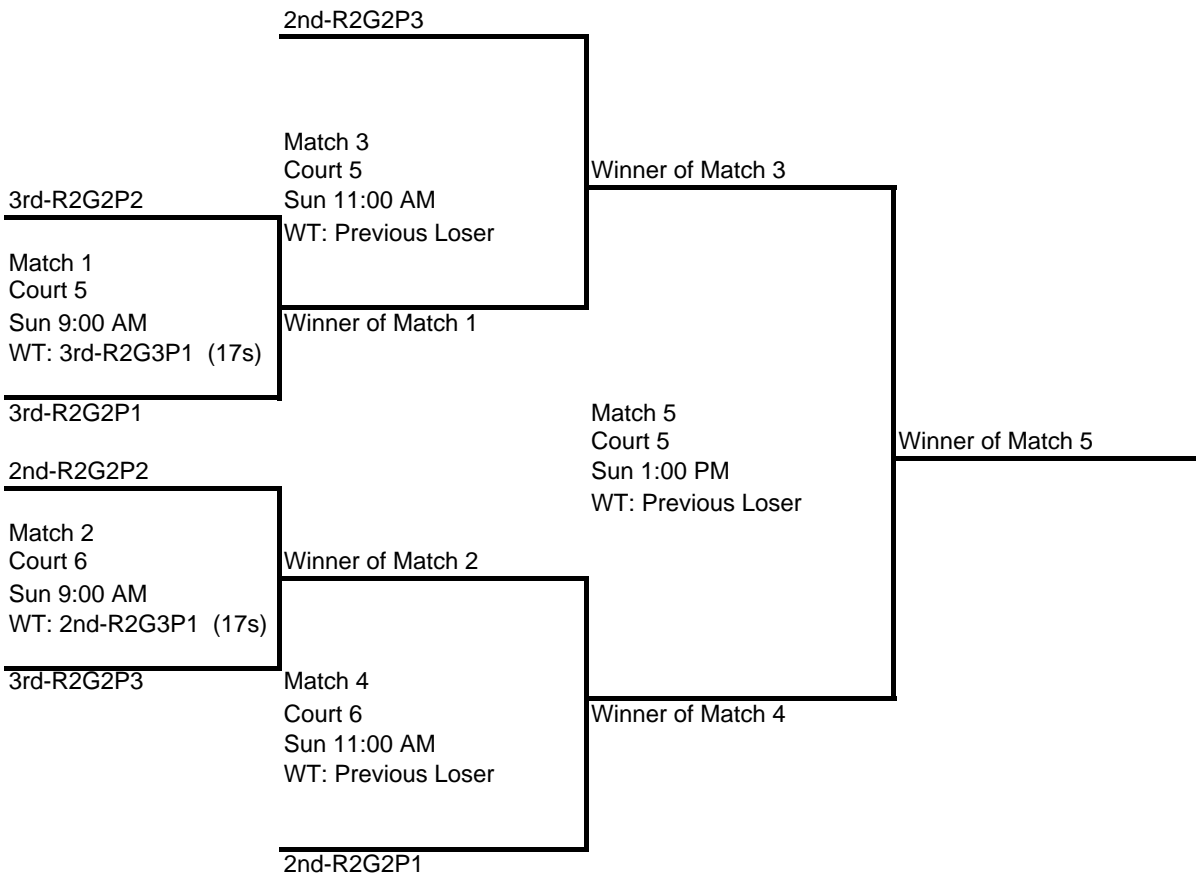 2nd-R2G2P3
Match 3
Court 5
Sun 11:00 AM
WT: Previous Loser
Winner of Match 3
3rd-R2G2P2
Match 1
Court 5
Sun 9:00 AM
WT: 3rd-R2G3P1 (17s)
Winner of Match 1
3rd-R2G2P1
Match 5
Court 5
Sun 1:00 PM
WT: Previous Loser
Winner of Match 5
2nd-R2G2P2
Match 2
Court 6
Sun 9:00 AM
WT: 2nd-R2G3P1 (17s)
Winner of Match 2
3rd-R2G2P3
Match 4
Court 6
Sun 11:00 AM
WT: Previous Loser
Winner of Match 4
2nd-R2G2P1